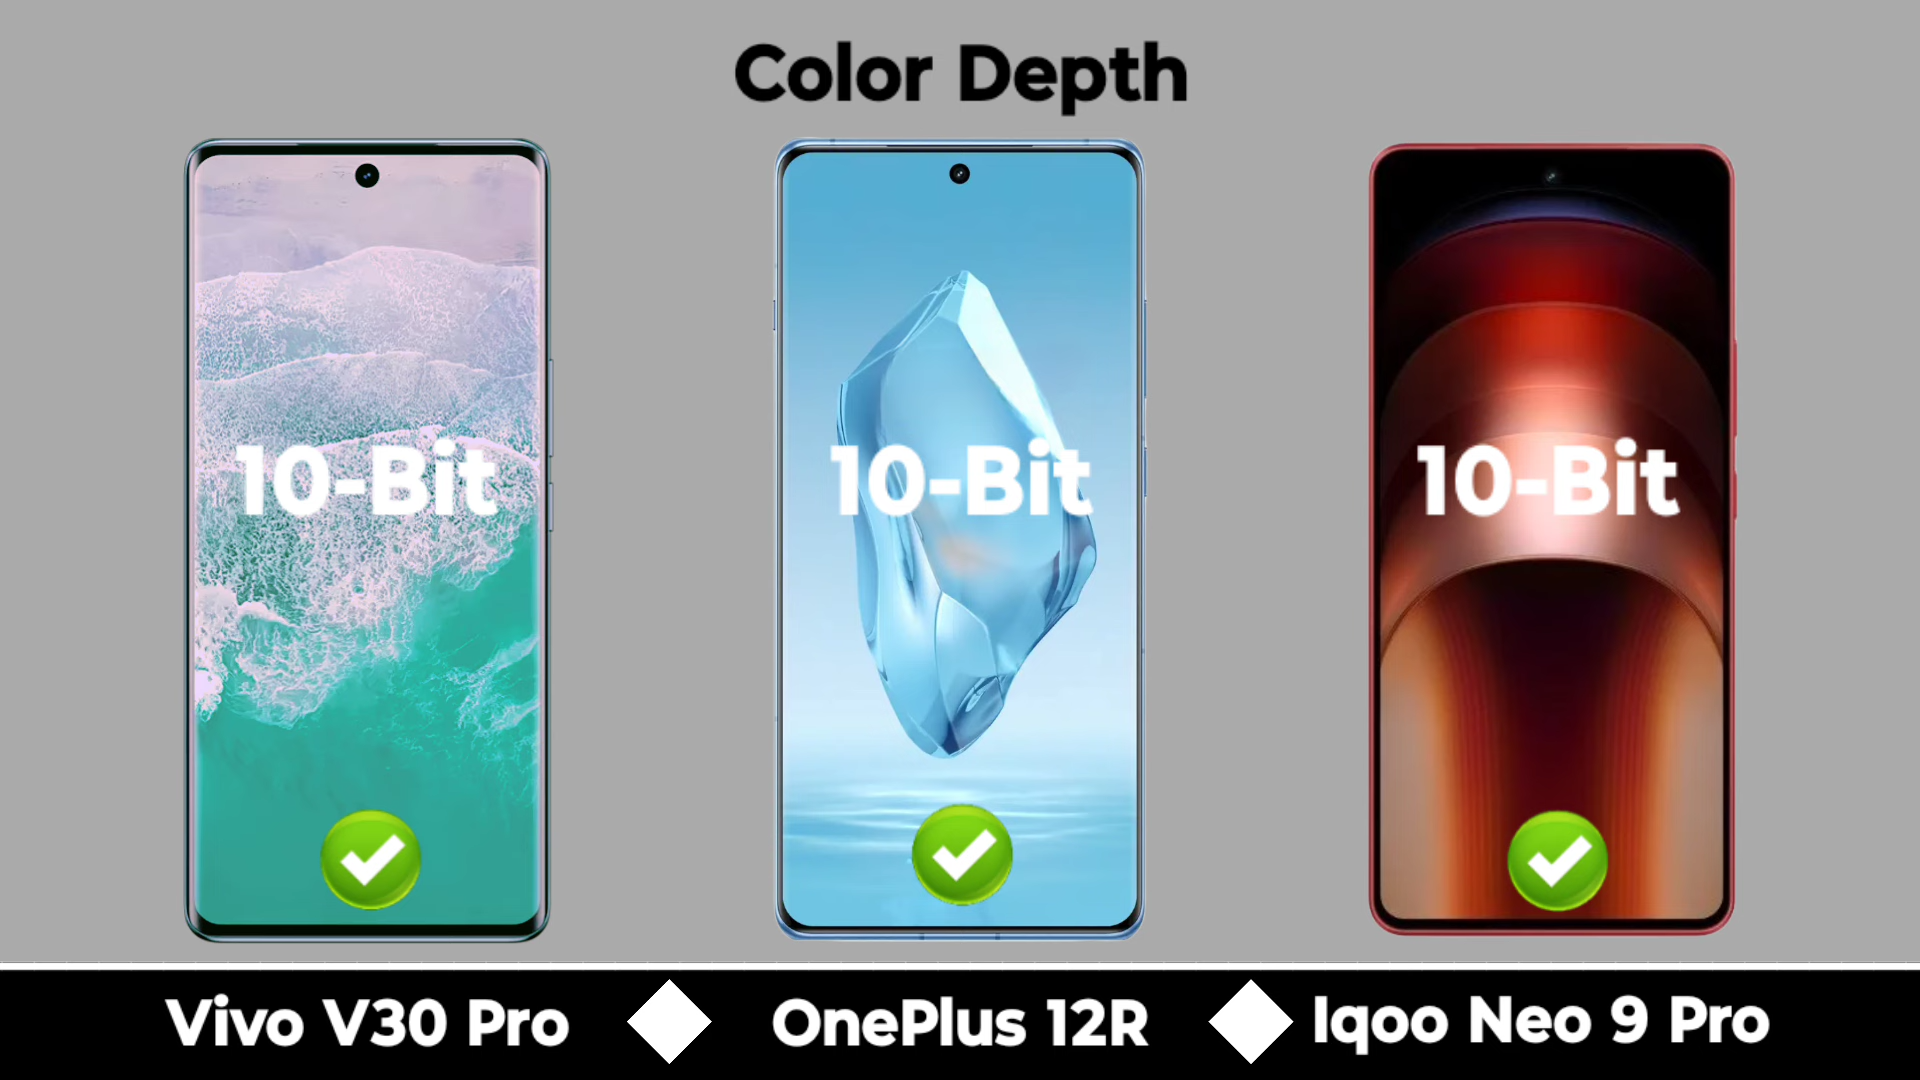 Color Depth
10-Bit
10-Bit
10-Bit
Vivo V30 Pro
OnePlus 12R
Iqoo Neo 9 Pro